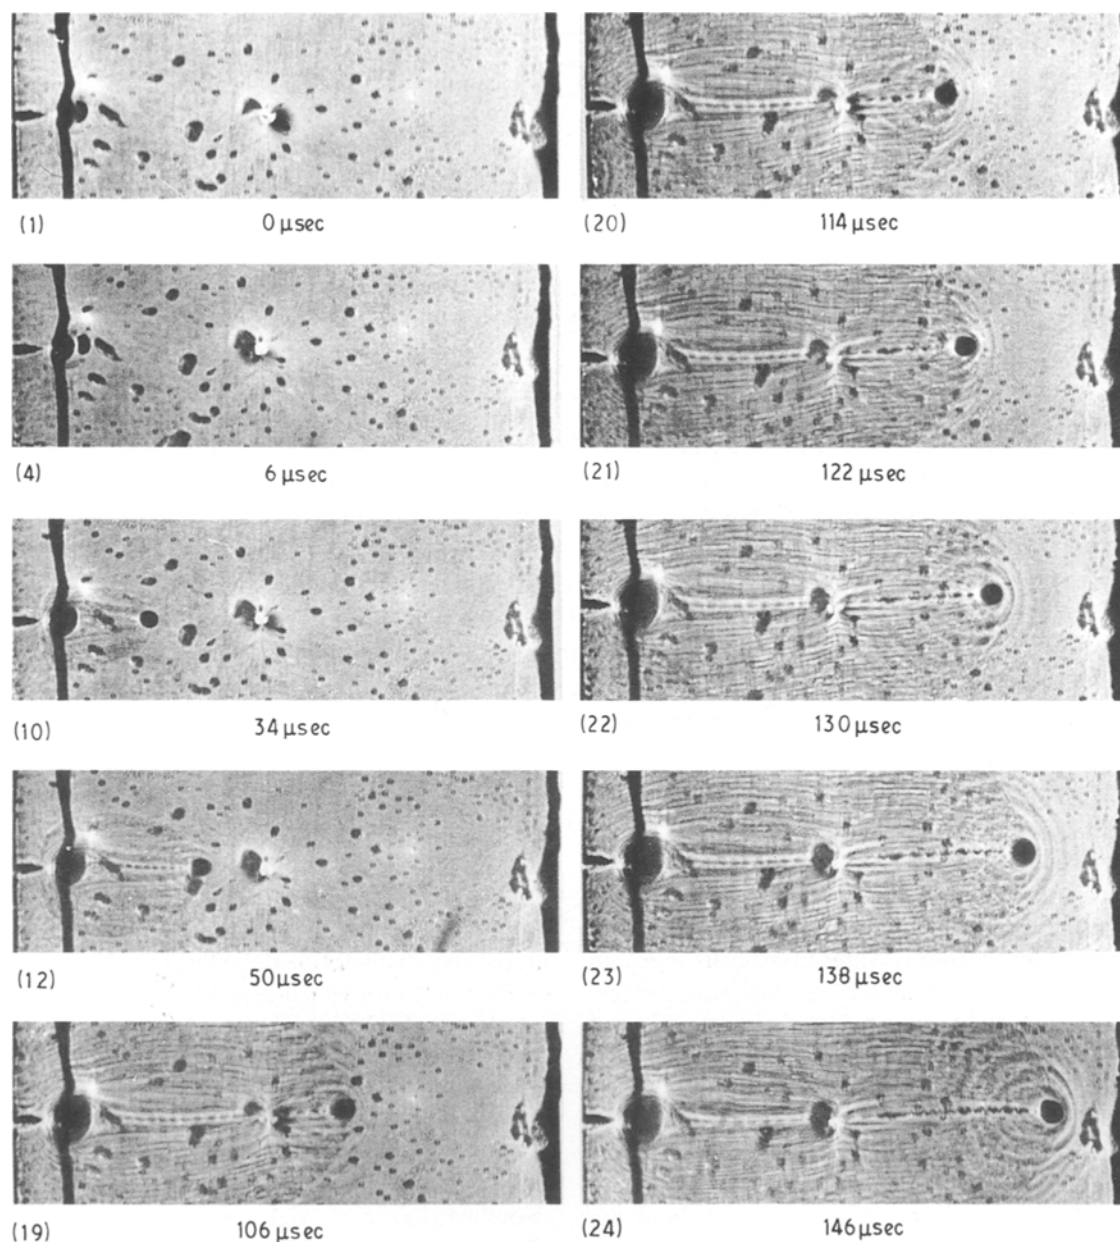 (1) 0 μsec
(20) 114 μsec
(4) 6 μsec
(21) 122 μsec
(10) 34 μsec
(22) 130 μsec
(12) 50 μsec
(23) 138 μsec
(19) 106 μsec
(24) 146 μsec